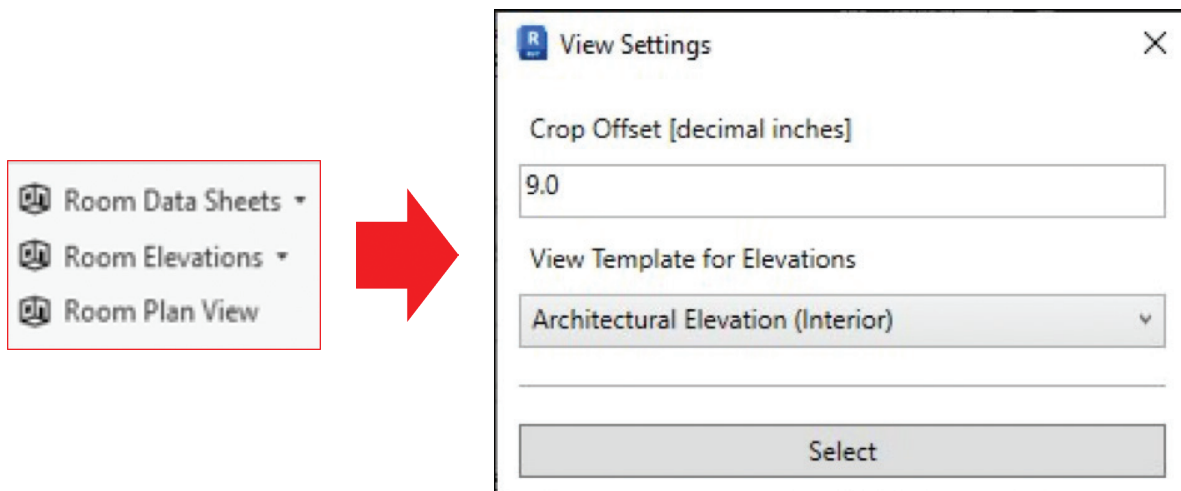 Room Data Sheets
Room Elevations
Room Plan View
R
View Settings
Crop Offset [decimal inches]
9.0
View Template for Elevations
Architectural Elevation (Interior)
Select